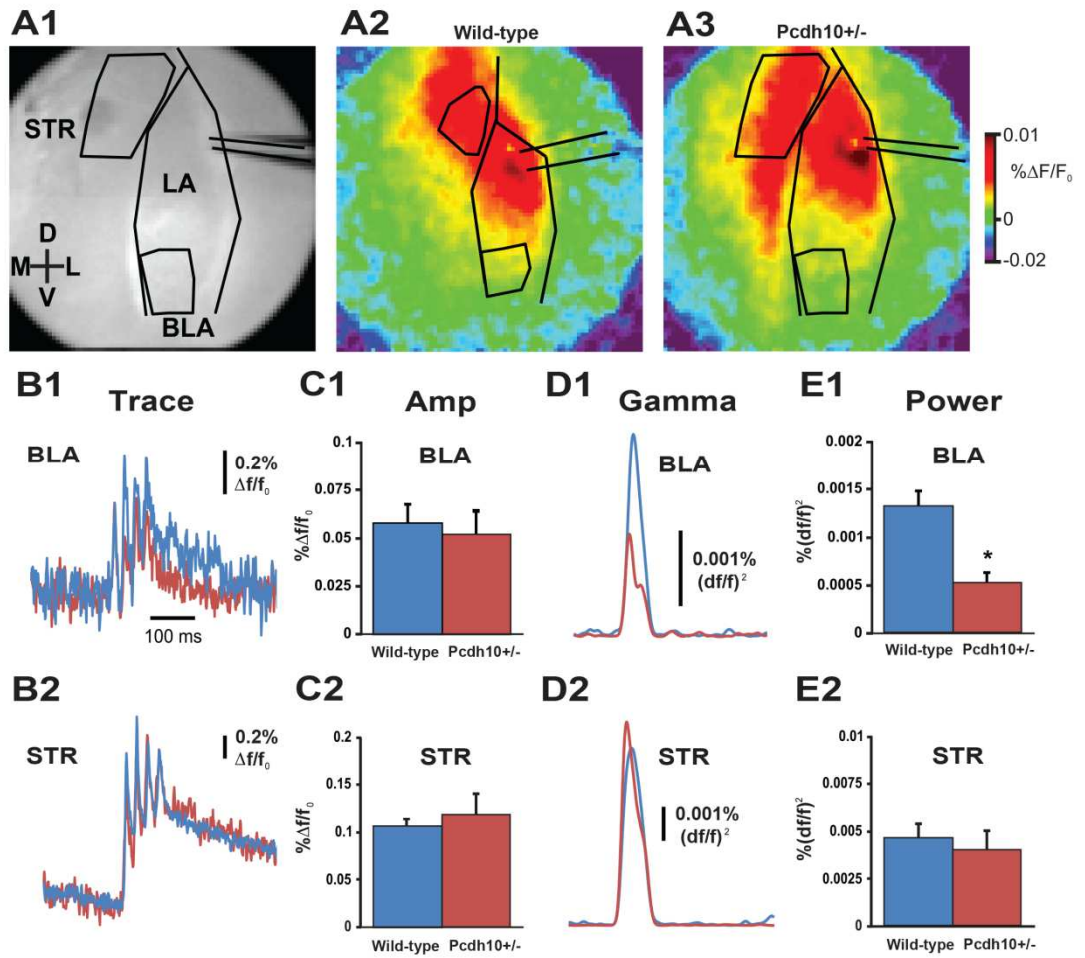 A1
A2
A3
Wild-type
Pcdh10+/-
STR
LA
D
M
L
V
BLA
0.01
%ΔF/F₀
0
-0.02
B1
Trace
BLA
0.2%
Δf/f₀
100 ms
C1
Amp
BLA
0.1
0.075
0.05
0.025
0
%Δf/f₀
Wild-type
Pcdh10+/-
D1
Gamma
BLA
0.001%
(df/f)²
E1
Power
BLA
0.002
0.0015
0.001
0.0005
0
%(df/f)²
*
Wild-type
Pcdh10+/-
B2
STR
0.2%
Δf/f₀
C2
STR
0.2
0.15
0.10
0.05
0
%Δf/f₀
Wild-type
Pcdh10+/-
D2
STR
0.001%
(df/f)²
E2
STR
0.01
0.0075
0.005
0.0025
0
%(df/f)²
Wild-type
Pcdh10+/-